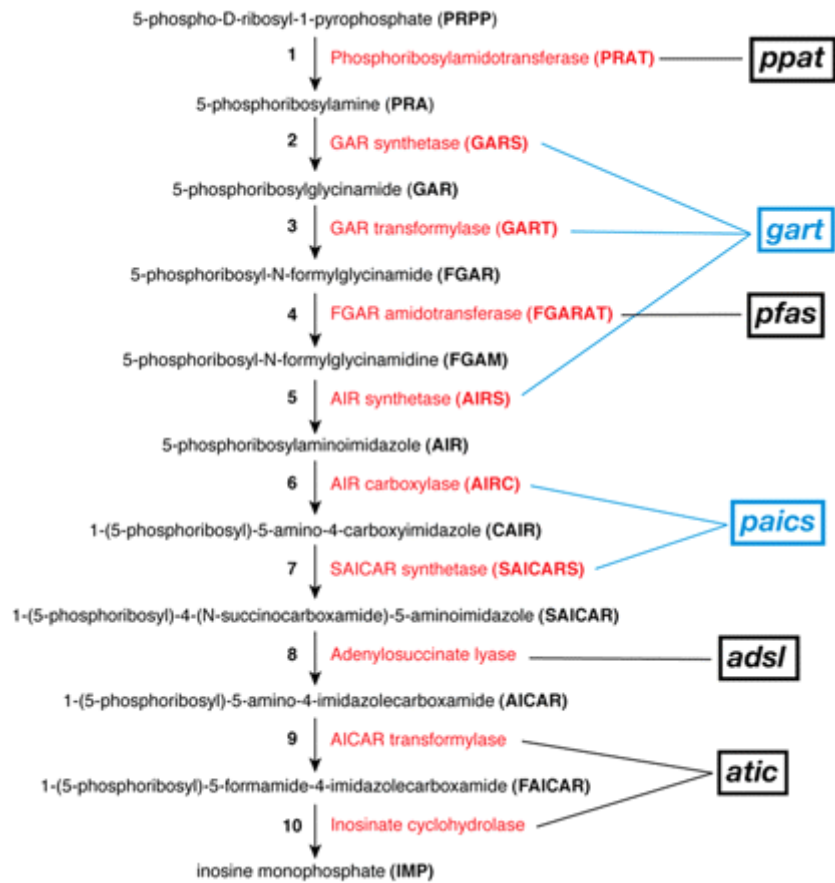 5-phospho-D-ribosyl-1-pyrophosphate (PRPP)
1 Phosphoribosylamidotransferase (PRAT) ppat
5-phosphoribosylamine (PRA)
2 GAR synthetase (GARS)
5-phosphoribosylglycinamide (GAR)
3 GAR transformylase (GART) gart
5-phosphoribosyl-N-formylglycinamide (FGAR)
4 FGAR amidotransferase (FGARAT) pfas
5-phosphoribosyl-N-formylglycinamidine (FGAM)
5 AIR synthetase (AIRS)
5-phosphoribosylaminoimidazole (AIR)
6 AIR carboxylase (AIRC)
paics
1-(5-phosphoribosyl)-5-amino-4-carboxyimidazole (CAIR)
7 SAICAR synthetase (SAICARS)
1-(5-phosphoribosyl)-4-(N-succinocarboxamide)-5-aminoimidazole (SAICAR)
8 Adenylosuccinate lyase adsl
1-(5-phosphoribosyl)-5-amino-4-imidazolecarboxamide (AICAR)
9 AICAR transformylase
atic
1-(5-phosphoribosyl)-5-formamide-4-imidazolecarboxamide (FAICAR)
10 Inosinate cyclohydrolase
inosine monophosphate (IMP)